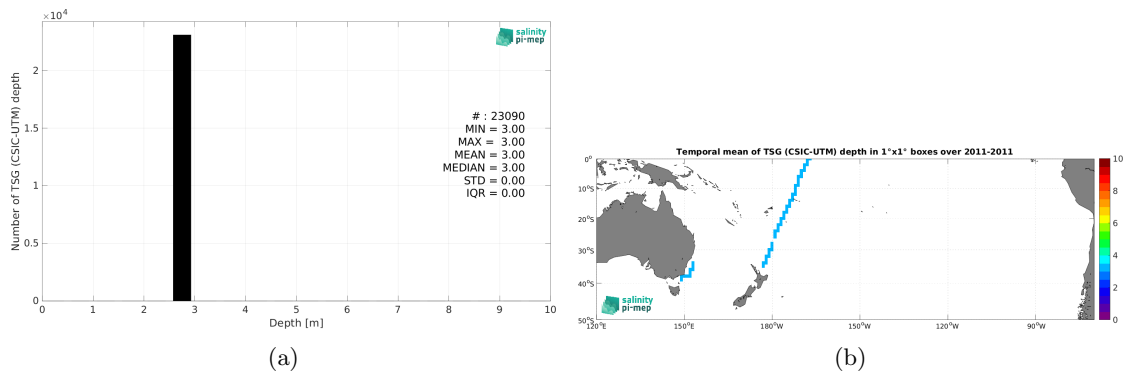 ×10⁴
salinity
pi-mep
2
1.5
1
0.5
0
Number of TSG (CSIC-UTM) depth
# : 23090
MIN = 3.00
MAX = 3.00
MEAN = 3.00
MEDIAN = 3.00
STD = 0.00
IQR = 0.00
0 1 2 3 4 5 6 7 8 9 10
Depth [m]
(a)
Temporal mean of TSG (CSIC-UTM) depth in 1°x1° boxes over 2011-2011
0°
10°S
20°S
30°S
40°S
50°S
120°E 150°E 180°W 150°W 120°W 90°W
10
8
6
4
2
0
salinity
pi-mep
(b)